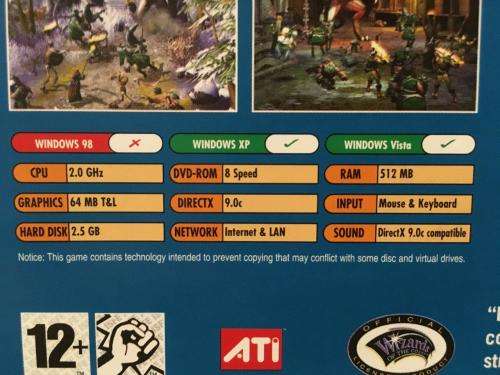 WINDOWS 98 WINDOWS XP WINDOWS Vista
CPU 2.0 GHz DVD-ROM 8 Speed RAM 512 MB
GRAPHICS 64 MB T&L DIRECTX 9.0c INPUT Mouse & Keyboard
HARD DISK 2.5 GB NETWORK Internet & LAN SOUND DirectX 9.0c compatible
Notice: This game contains technology intended to prevent copying that may conflict with some disc and virtual drives.
12+
ATi
OFFICIAL
Wizards
OF THE COAST